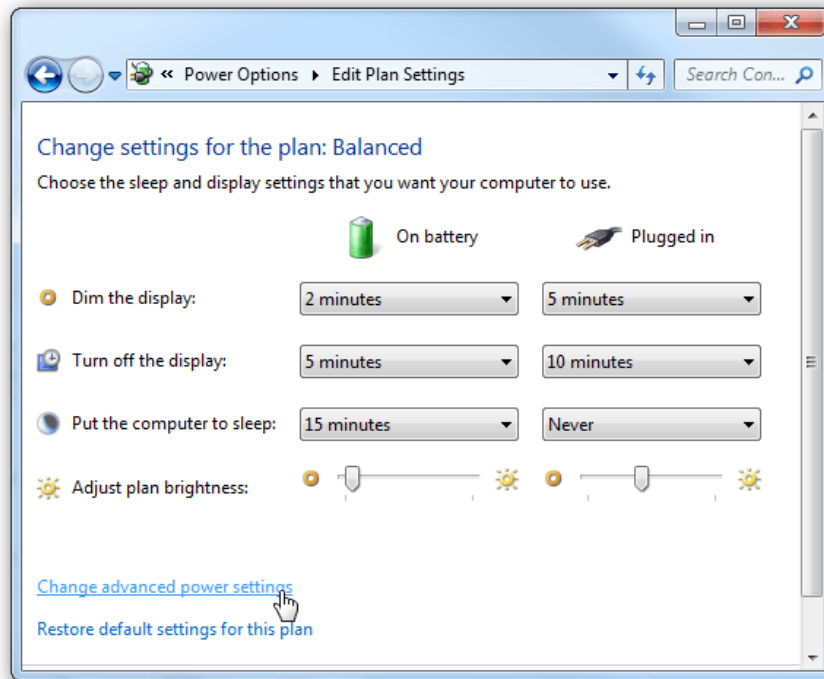 « Power Options ▸ Edit Plan Settings
Search Con...
Change settings for the plan: Balanced
Choose the sleep and display settings that you want your computer to use.
On battery Plugged in
Dim the display: 2 minutes 5 minutes
Turn off the display: 5 minutes 10 minutes
Put the computer to sleep: 15 minutes Never
Adjust plan brightness:
Change advanced power settings
Restore default settings for this plan